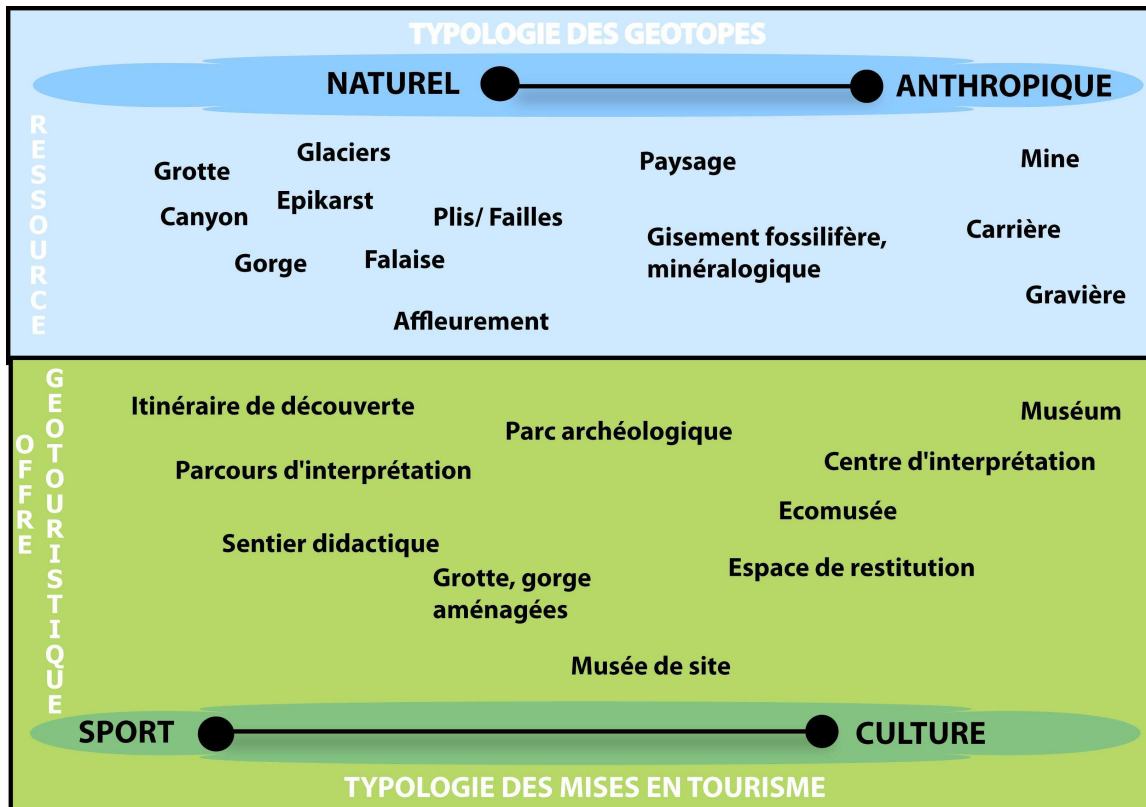 TYPOLOGIE DES GEOTOPES
NATUREL
ANTHROPIQUE
RESSOURCE
Glaciers
Grotte
Paysage
Mine
Epikarst
Canyon
Plis/ Failles
Carrière
Gisement fossilifère,
minéralogique
Gorge
Falaise
Gravière
Affleurement
OFFRE
GEOTOURISTIQUE
Itinéraire de découverte
Muséum
Parc archéologique
Centre d'interprétation
Parcours d'interprétation
Ecomusée
Sentier didactique
Espace de restitution
Grotte, gorge
aménagées
Musée de site
SPORT
CULTURE
TYPOLOGIE DES MISES EN TOURISME